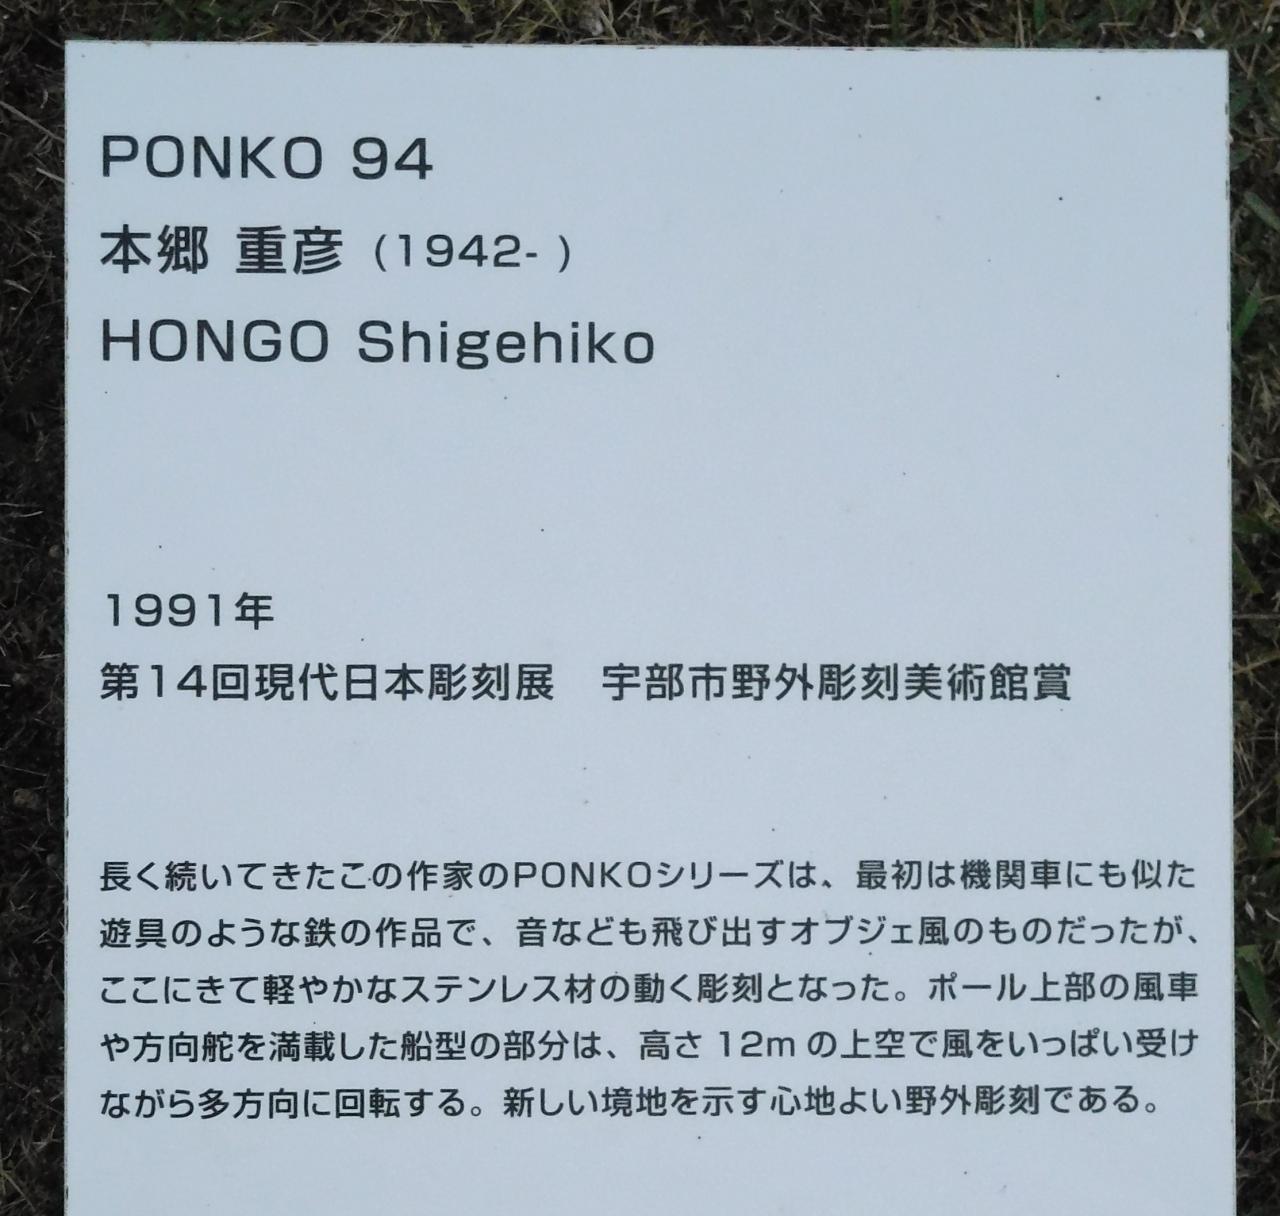 PONKO 94
本郷 重彦 (1942- )
HONGO Shigehiko
1991年
第14回現代日本彫刻展　宇部市野外彫刻美術館賞
長く続いてきたこの作家のPONKOシリーズは、最初は機関車にも似た
遊具のような鉄の作品で、音なども飛び出すオブジェ風のものだったが、
ここにきて軽やかなステンレス材の動く彫刻となった。ポール上部の風車
や方向舵を満載した船型の部分は、高さ 12m の上空で風をいっぱい受け
ながら多方向に回転する。新しい境地を示す心地よい野外彫刻である。